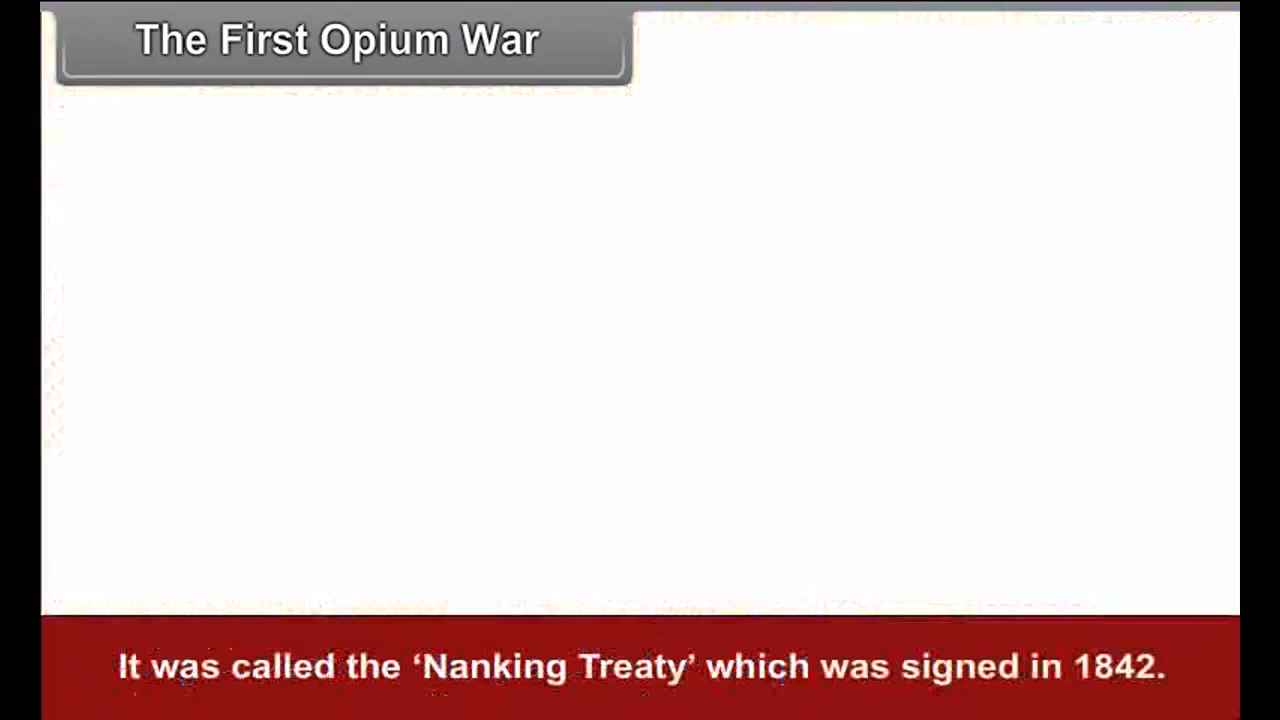 The First Opium War
It was called the ‘Nanking Treaty’ which was signed in 1842.